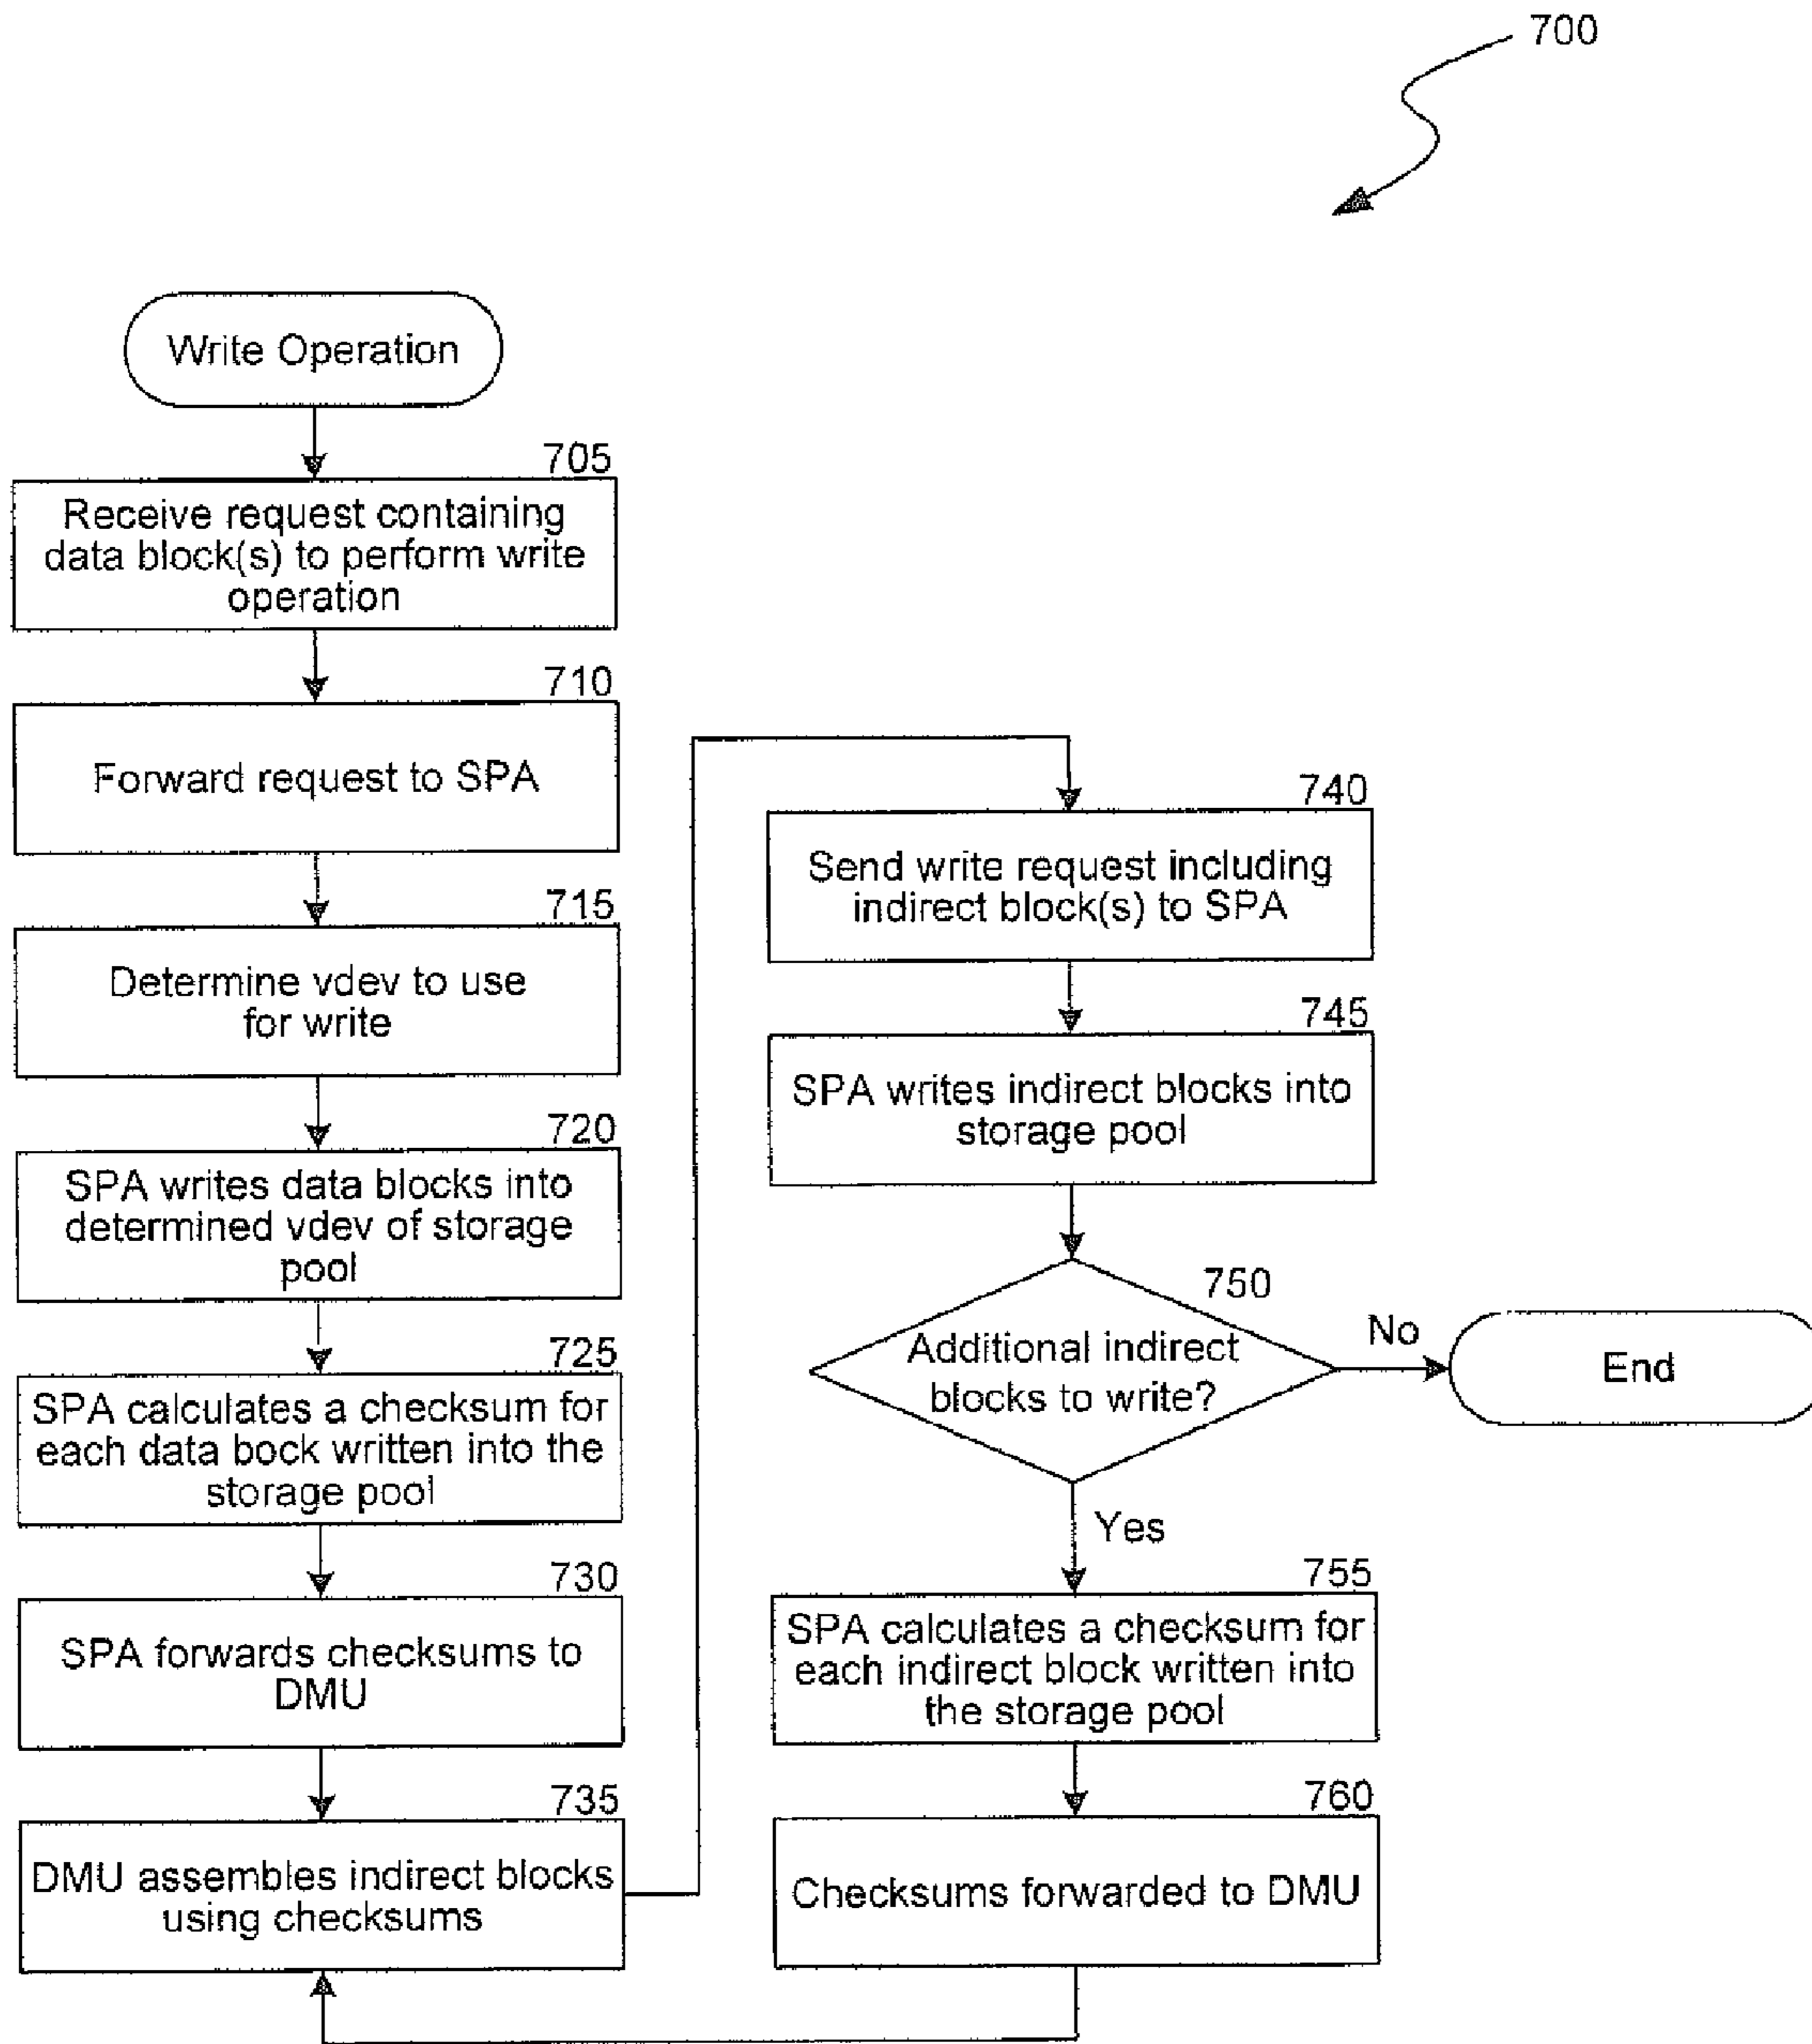 700
Write Operation
705
Receive request containing
data block(s) to perform write
operation
710
Forward request to SPA
715
Determine vdev to use
for write
720
SPA writes data blocks into
determined vdev of storage
pool
725
SPA calculates a checksum for
each data bock written into the
storage pool
730
SPA forwards checksums to
DMU
735
DMU assembles indirect blocks
using checksums
740
Send write request including
indirect block(s) to SPA
745
SPA writes indirect blocks into
storage pool
750
Additional indirect
blocks to write?
No
End
Yes
755
SPA calculates a checksum for
each indirect block written into
the storage pool
760
Checksums forwarded to DMU